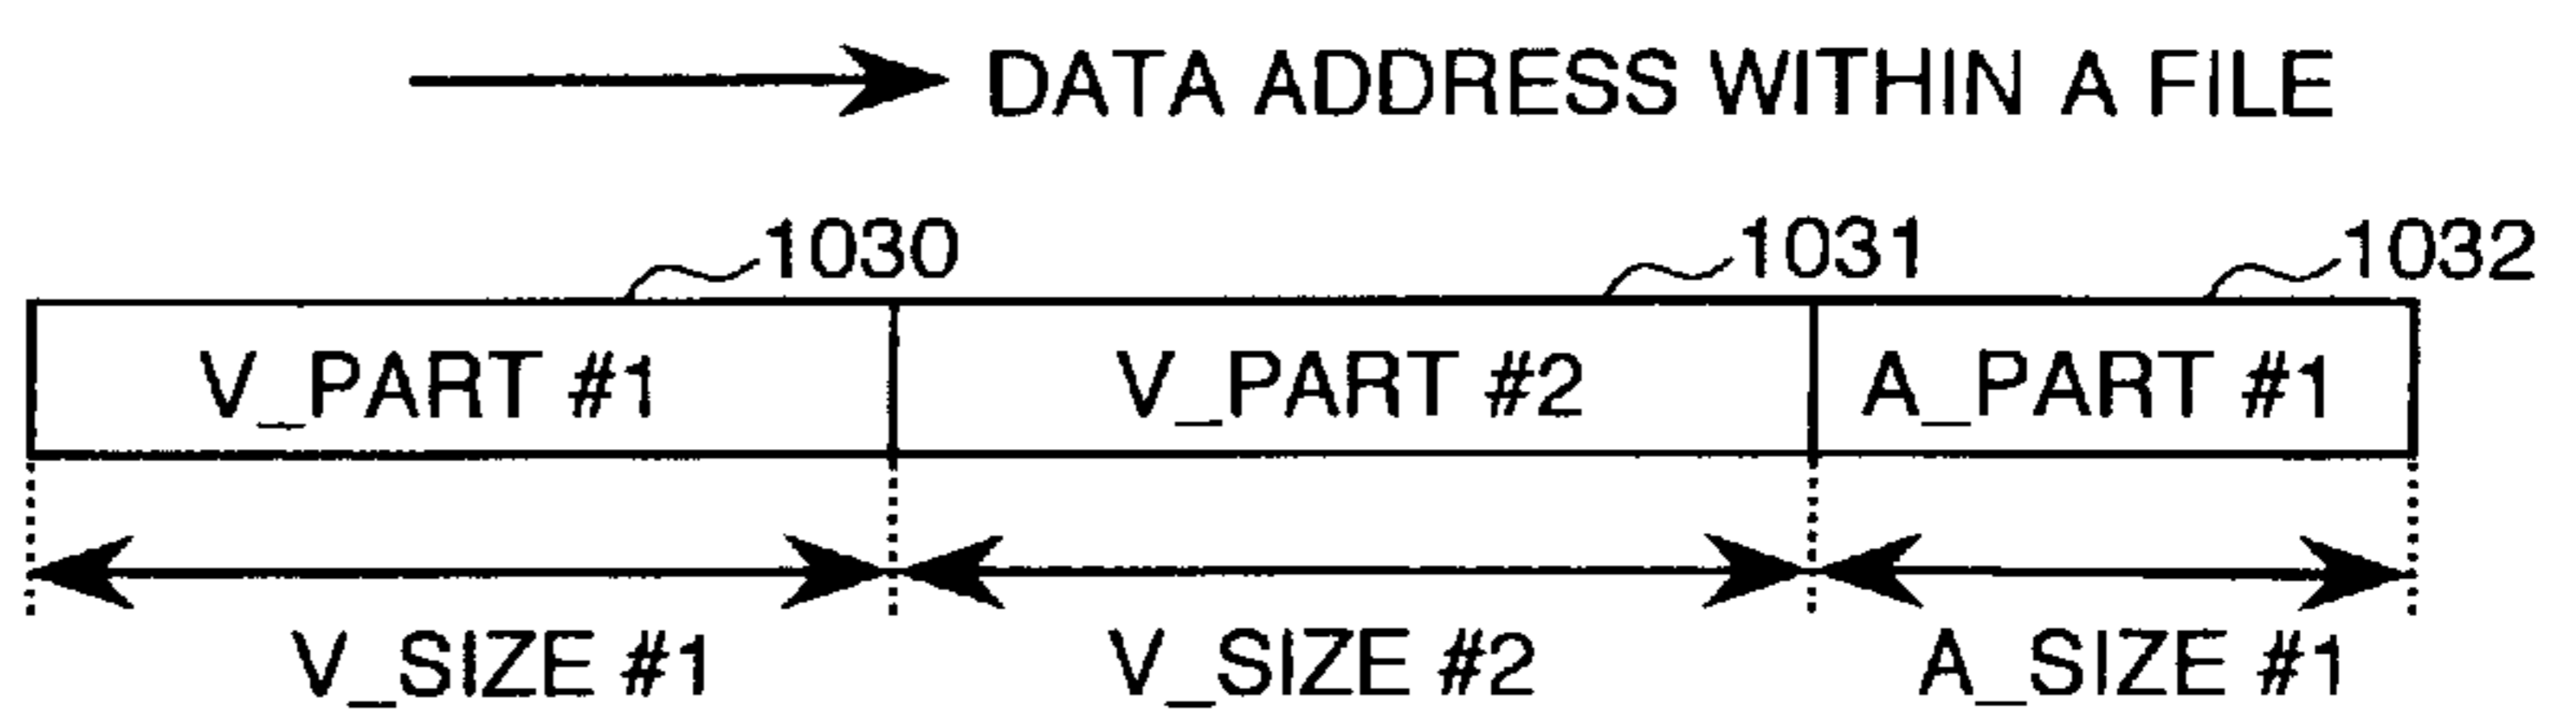 DATA ADDRESS WITHIN A FILE
1030 1031 1032
V_PART #1 V_PART #2 A_PART #1
V_SIZE #1 V_SIZE #2 A_SIZE #1